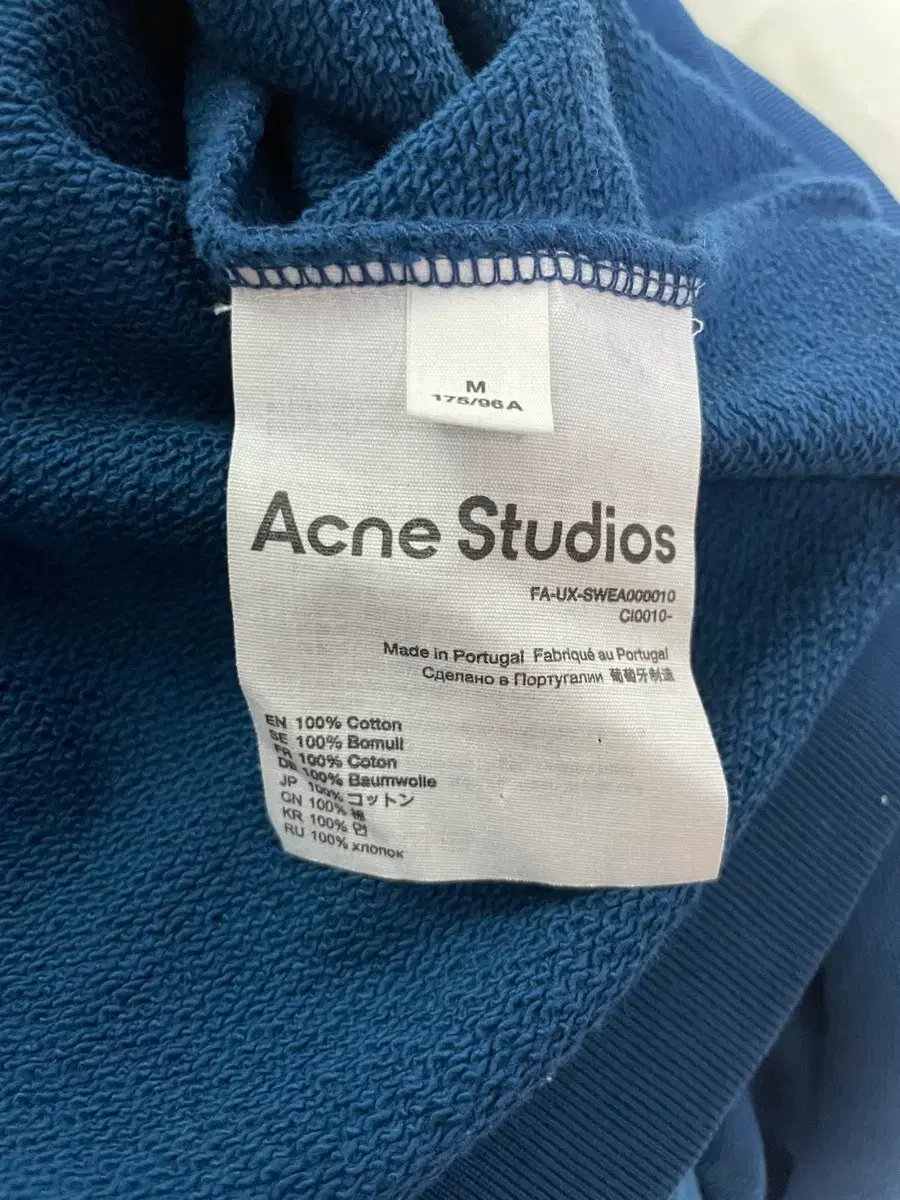 M
175/96A
Acne Studios
FA-UX-SWEA000010
CI0010-
Made in Portugal Fabriqué au Portugal
Сделано в Португалии 葡萄牙制造
EN 100% Cotton
SE 100% Bomull
FR 100% Coton
DE 100% Baumwolle
JP 100% コットン
CN 100% 棉
KR 100% 면
RU 100% хлопок